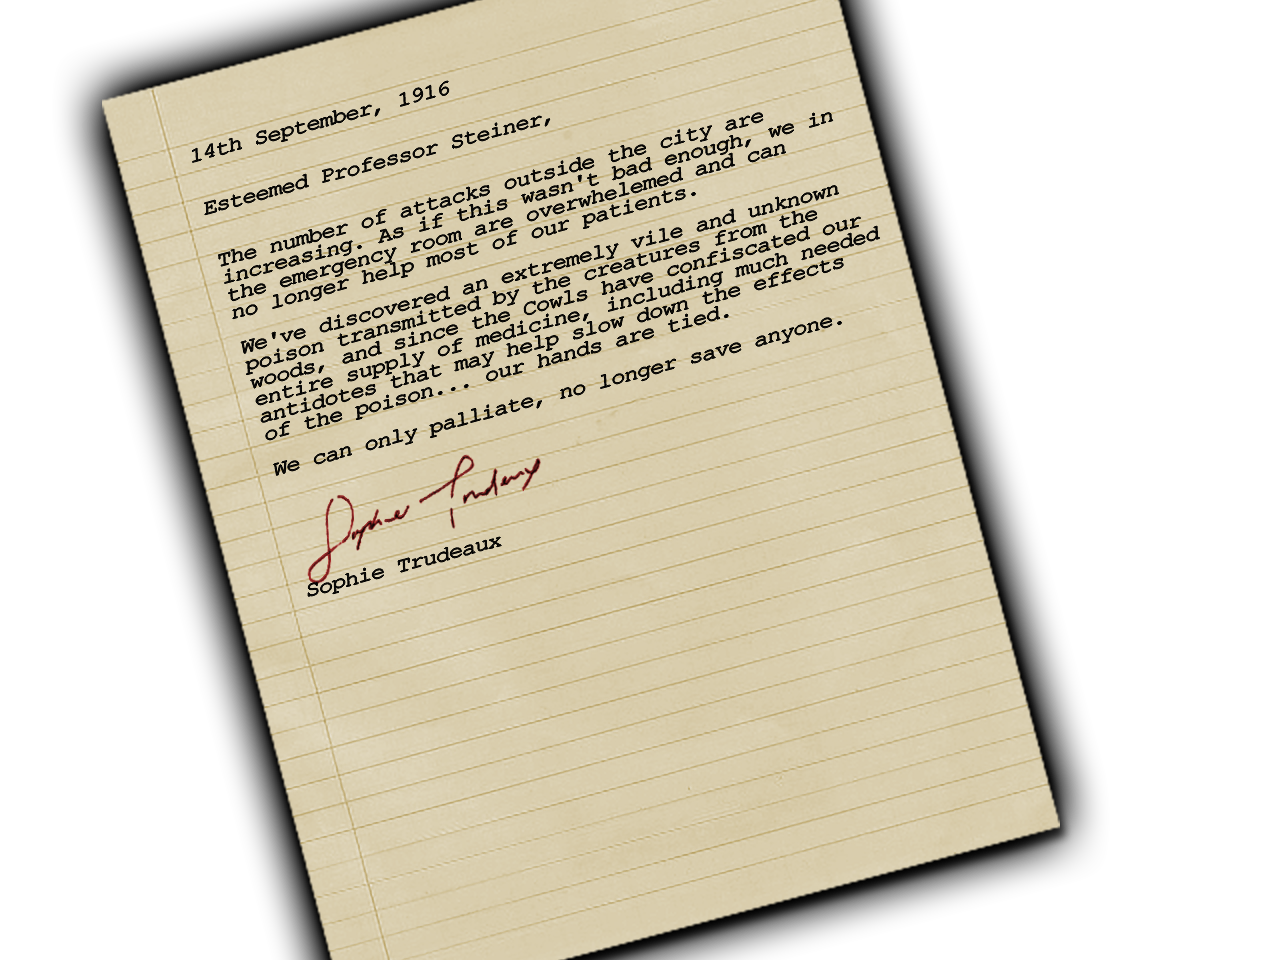 14th September, 1916
Esteemed Professor Steiner,
The number of attacks outside the city are
increasing. As if this wasn't bad enough, we in
the emergency room are overwhelemed and can
no longer help most of our patients.
We've discovered an extremely vile and unknown
poison transmitted by the creatures from the
woods, and since the Cowls have confiscated our
entire supply of medicine, including much needed
antidotes that may help slow down the effects
of the poison... our hands are tied.
We can only palliate, no longer save anyone.
Sophie Trudeaux
Sophie Trudeaux